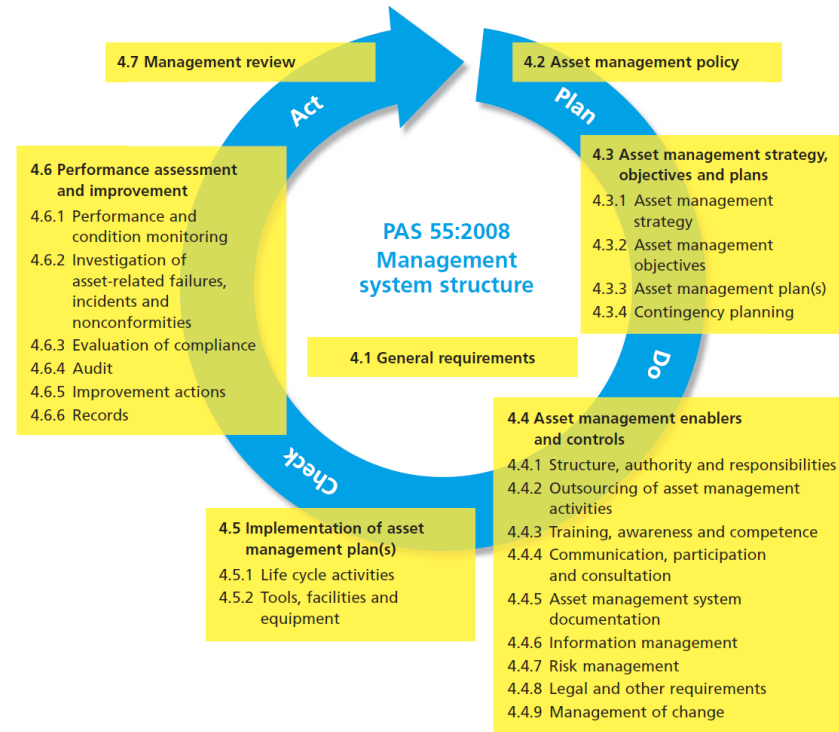 4.7 Management review
4.2 Asset management policy
Act
Plan
4.3 Asset management strategy,
objectives and plans
4.3.1 Asset management
strategy
4.3.2 Asset management
objectives
4.3.3 Asset management plan(s)
4.3.4 Contingency planning
4.6 Performance assessment
and improvement
4.6.1 Performance and
condition monitoring
4.6.2 Investigation of
asset-related failures,
incidents and
nonconformities
4.6.3 Evaluation of compliance
4.6.4 Audit
4.6.5 Improvement actions
4.6.6 Records
PAS 55:2008
Management
system structure
4.1 General requirements
Do
4.4 Asset management enablers
and controls
4.4.1 Structure, authority and responsibilities
4.4.2 Outsourcing of asset management
activities
4.4.3 Training, awareness and competence
4.4.4 Communication, participation
and consultation
4.4.5 Asset management system
documentation
4.4.6 Information management
4.4.7 Risk management
4.4.8 Legal and other requirements
4.4.9 Management of change
Check
4.5 Implementation of asset
management plan(s)
4.5.1 Life cycle activities
4.5.2 Tools, facilities and
equipment